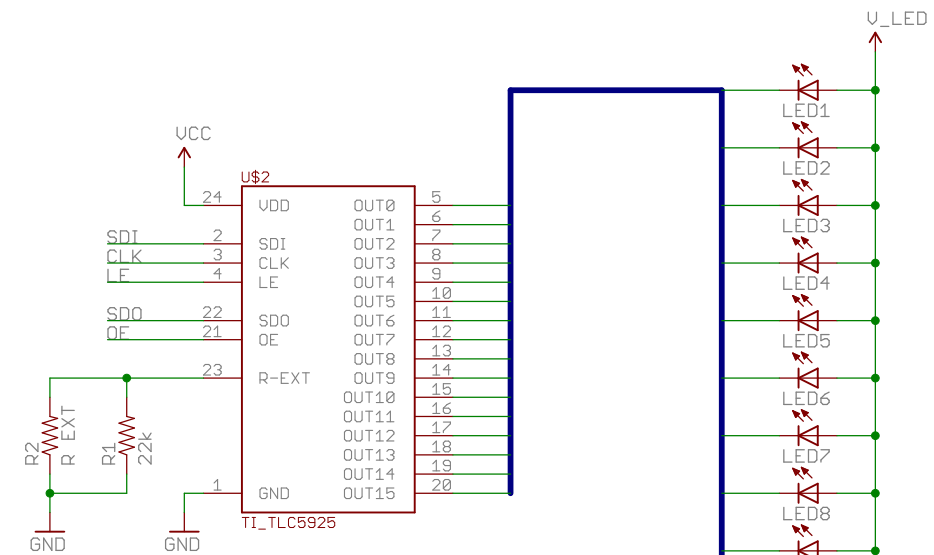 V_LED
VCC
U$2
24 VDD OUT0 5
OUT1 6
SDI 2 SDI OUT2 7
CLK 3 CLK OUT3 8
LE 4 LE OUT4 9
OUT5 10
SDO 22 SDO OUT6 11
OE 21 OE OUT7 12
OUT8 13
23 R-EXT OUT9 14
OUT10 15
OUT11 16
OUT12 17
OUT13 18
OUT14 19
1 GND OUT15 20
TI_TLC5925
R2
R EXT
R1
22k
GND
GND
LED1
LED2
LED3
LED4
LED5
LED6
LED7
LED8